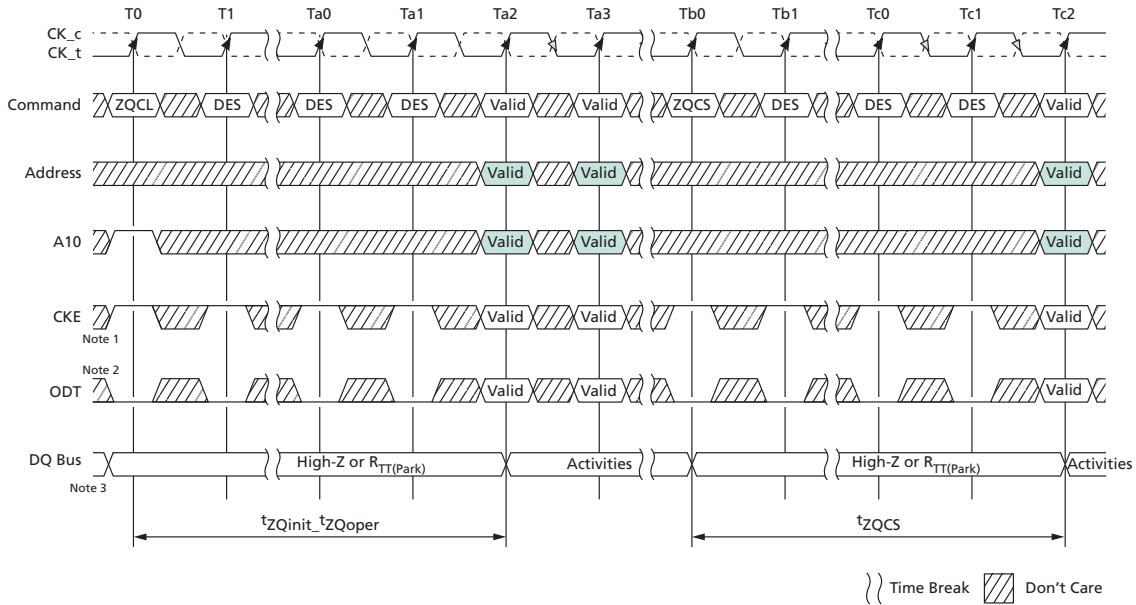 T0 T1 Ta0 Ta1 Ta2 Ta3 Tb0 Tb1 Tc0 Tc1 Tc2
CK_c
CK_t
Command ZQCL DES DES DES Valid Valid ZQCS DES DES DES Valid
Address Valid Valid Valid
A10 Valid Valid Valid
CKE Valid Valid Valid
Note 1
Note 2
ODT Valid Valid Valid
DQ Bus High-Z or RTT(Park) Activities High-Z or RTT(Park) Activities
Note 3
tZQinit_tZQoper tZQCS
Time Break Don't Care